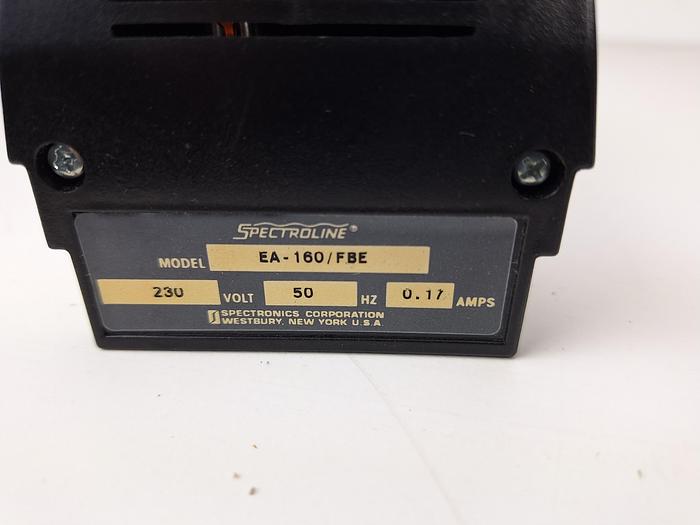 SPECTROLINE®
MODEL EA-160/FBE
230 VOLT 50 HZ 0.17 AMPS
SPECTRONICS CORPORATION
WESTBURY, NEW YORK U.S.A.